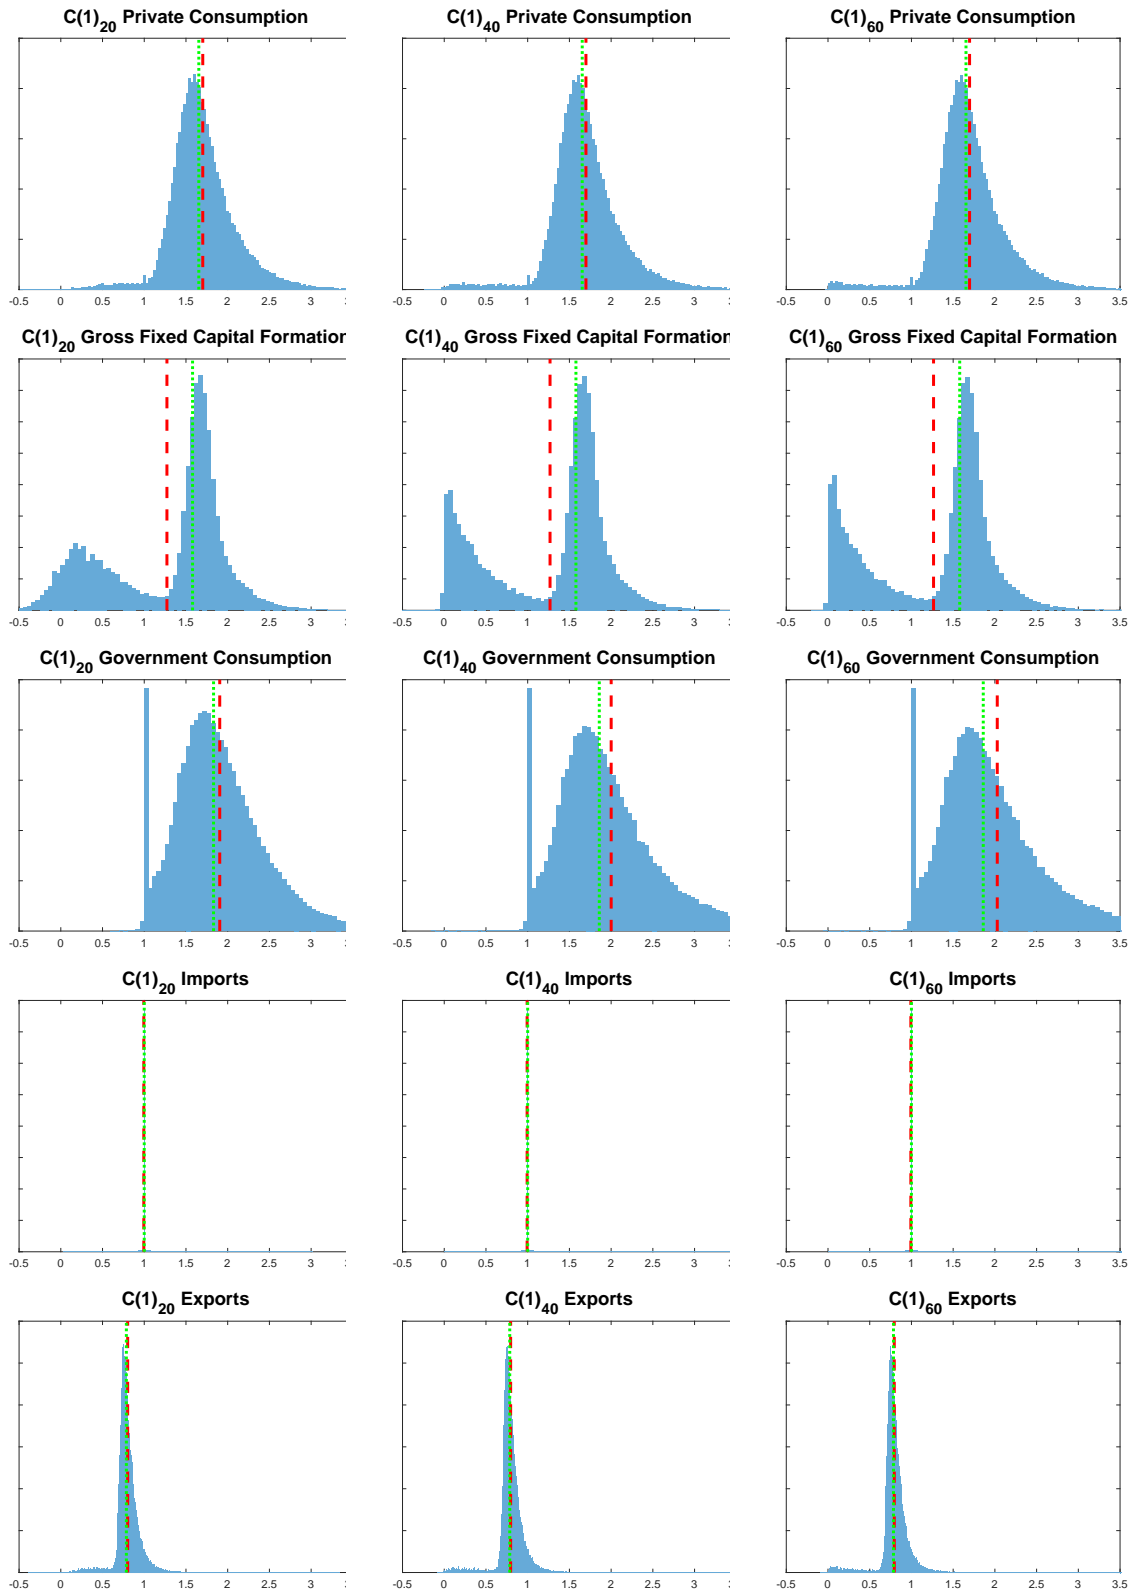 C(1)20 Private Consumption C(1)40 Private Consumption C(1)60 Private Consumption
-0.5 0 0.5 1 1.5 2 2.5 3 -0.5 0 0.5 1 1.5 2 2.5 3 -0.5 0 0.5 1 1.5 2 2.5 3 3.5
C(1)20 Gross Fixed Capital Formation C(1)40 Gross Fixed Capital Formation C(1)60 Gross Fixed Capital Formation
-0.5 0 0.5 1 1.5 2 2.5 3 -0.5 0 0.5 1 1.5 2 2.5 3 -0.5 0 0.5 1 1.5 2 2.5 3 3.5
C(1)20 Government Consumption C(1)40 Government Consumption C(1)60 Government Consumption
-0.5 0 0.5 1 1.5 2 2.5 3 -0.5 0 0.5 1 1.5 2 2.5 3 -0.5 0 0.5 1 1.5 2 2.5 3 3.5
C(1)20 Imports C(1)40 Imports C(1)60 Imports
-0.5 0 0.5 1 1.5 2 2.5 3 -0.5 0 0.5 1 1.5 2 2.5 3 -0.5 0 0.5 1 1.5 2 2.5 3 3.5
C(1)20 Exports C(1)40 Exports C(1)60 Exports
-0.5 0 0.5 1 1.5 2 2.5 3 -0.5 0 0.5 1 1.5 2 2.5 3 -0.5 0 0.5 1 1.5 2 2.5 3 3.5